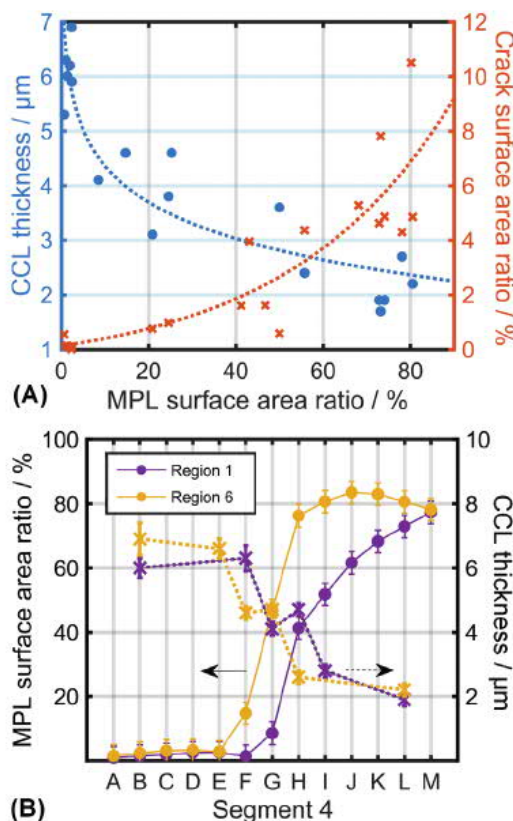 7
6
5
4
3
2
1
CCL thickness / µm
12
10
8
6
4
2
0
Crack surface area ratio / %
0 20 40 60 80
MPL surface area ratio / %
(A)
100
80
60
40
20
MPL surface area ratio / %
Region 1
Region 6
10
8
6
4
2
CCL thickness / µm
A B C D E F G H I J K L M
Segment 4
(B)